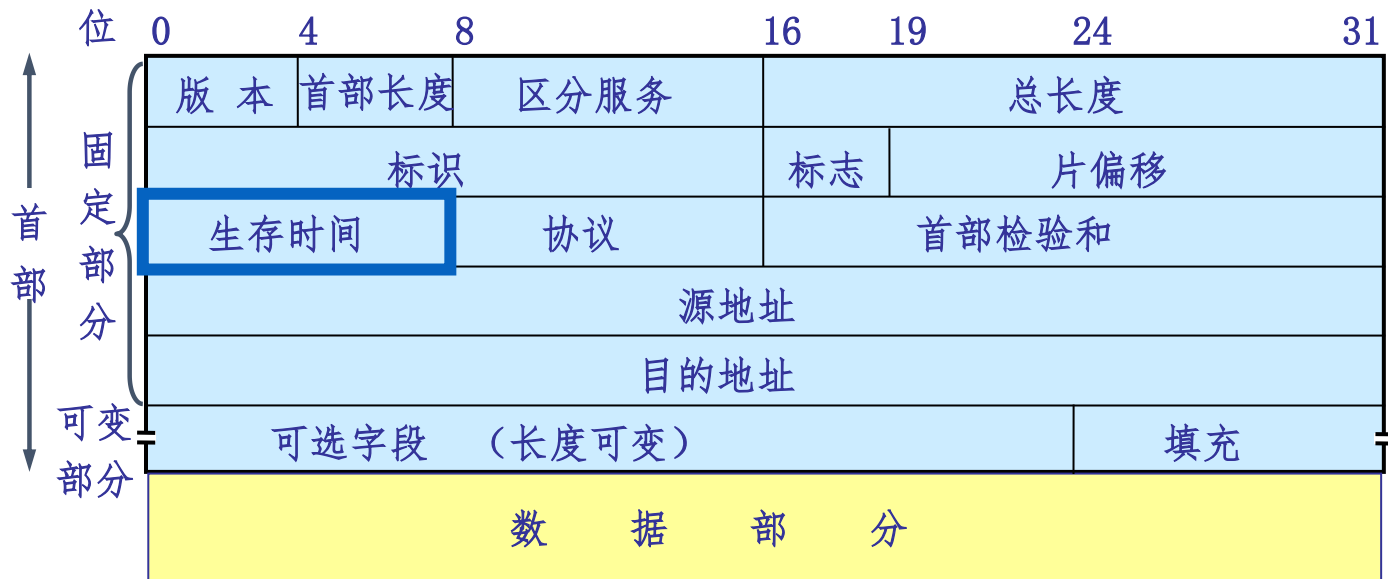 位 0 4 8 16 19 24 31
版 本 首部长度 区分服务 总长度
标识 标志 片偏移
生存时间 协议 首部检验和
源地址
目的地址
可选字段 （长度可变） 填充
数 据 部 分
首部
固定部分
可变
部分